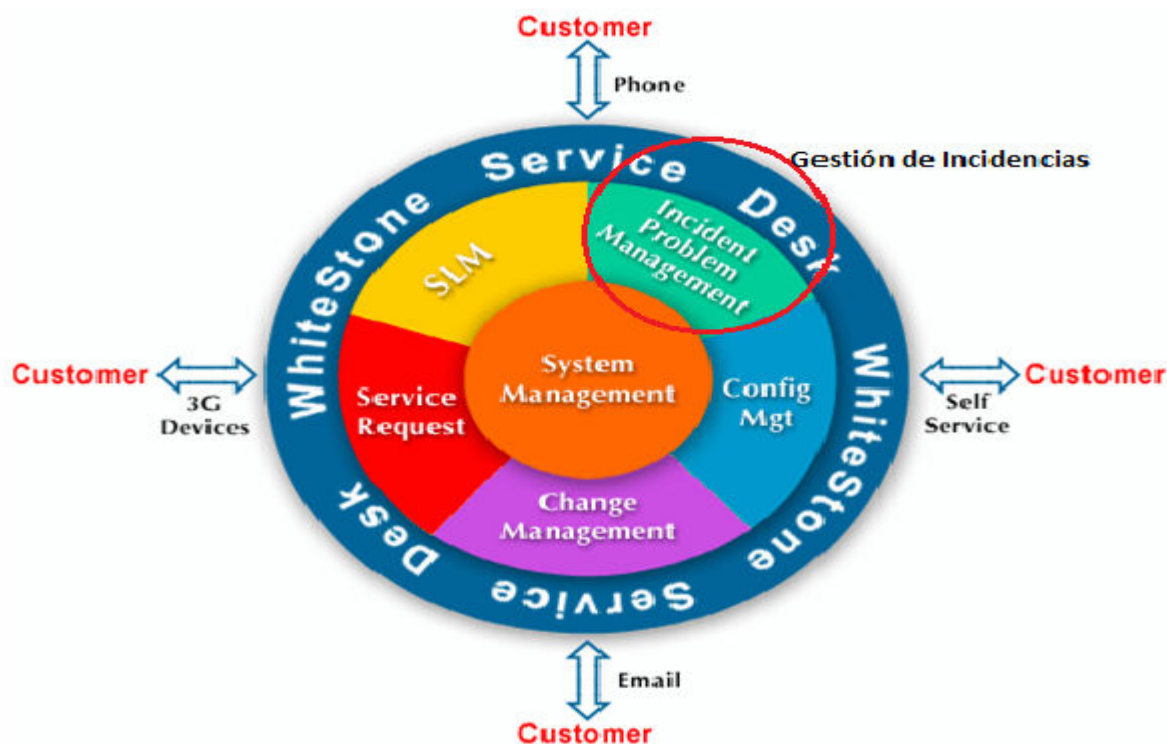 Customer
Phone
Gestión de Incidencias
WhiteStone Service Desk
WhiteStone Service Desk
SLM
Incident
Problem
Management
System
Management
Service
Request
Config
Mgt
Change
Management
Customer
3G
Devices
Customer
Self
Service
Email
Customer